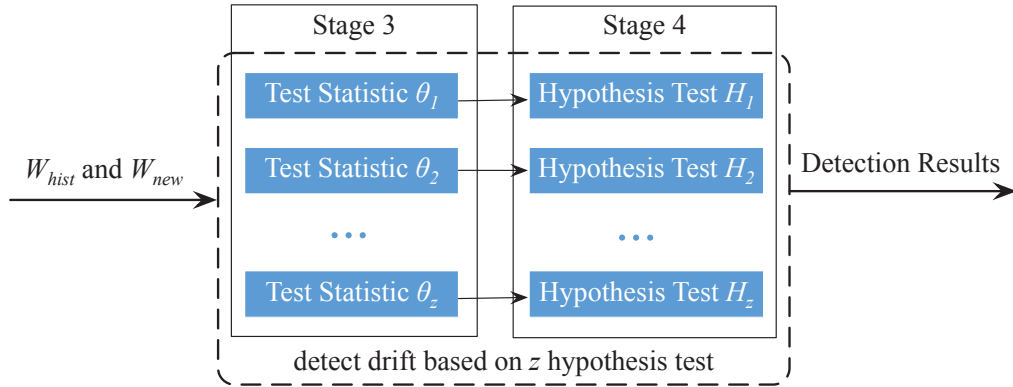 Stage 3
Stage 4
Test Statistic θ1
Hypothesis Test H1
W_hist and W_new
Test Statistic θ2
Hypothesis Test H2
Detection Results
...
...
Test Statistic θz
Hypothesis Test Hz
detect drift based on z hypothesis test